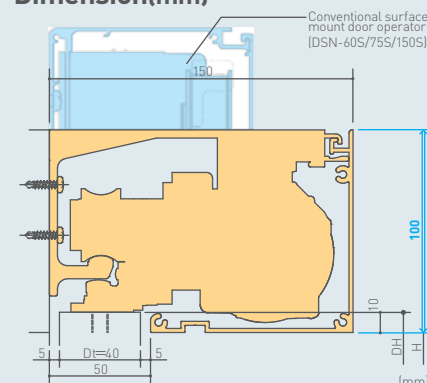 Dimension(mm)
Conventional surface
mount door operator
(DSN-60S/75S/150S)
150
100
10
DH
H
5
Dt=40
5
50
(mm)